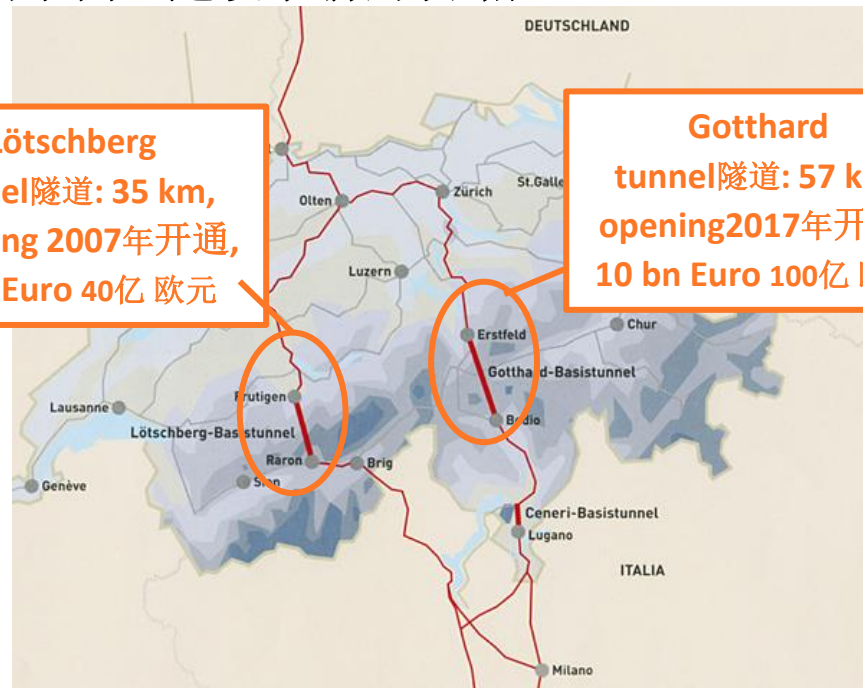 DEUTSCHLAND
ötschberg
el隧道: 35 km,
ng 2007年开通,
Euro 40亿 欧元
Gotthard
tunnel隧道: 57 k
opening2017年开
10 bn Euro 100亿
Olten
Zürich
St.Galle
Luzern
Erstfeld
Chur
Gotthard-Basistunnel
Bodio
Frutigen
Lausanne
Lötschberg-Basistunnel
Raron
Brig
Sion
Genève
Ceneri-Basistunnel
Lugano
ITALIA
Milano